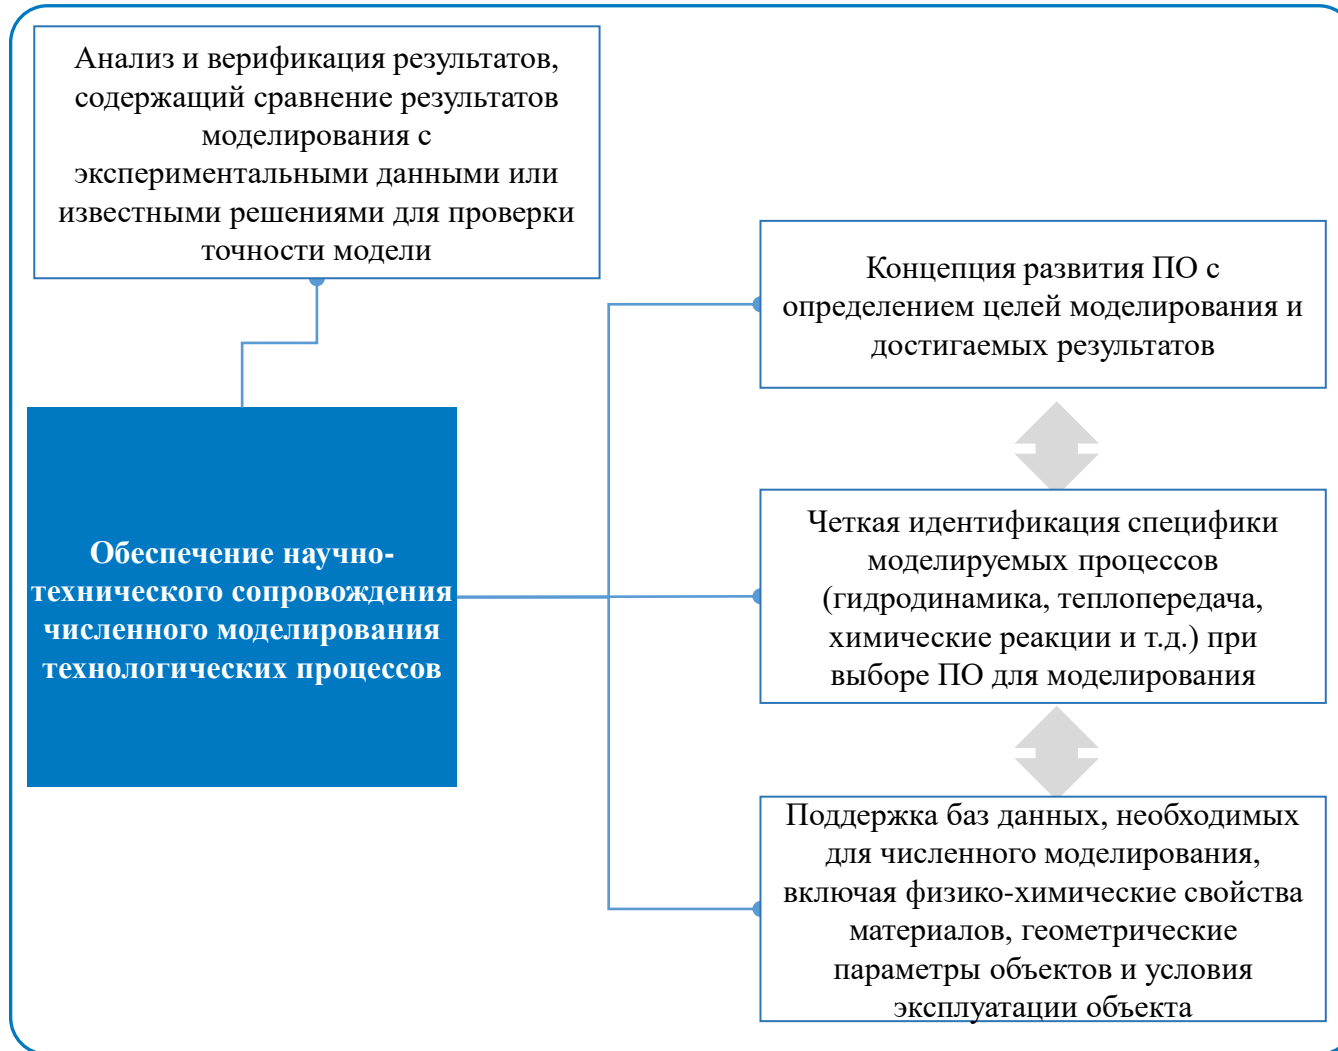 Анализ и верификация результатов,
содержащий сравнение результатов
моделирования с
экспериментальными данными или
известными решениями для проверки
точности модели
Обеспечение научно-
технического сопровождения
численного моделирования
технологических процессов
Концепция развития ПО с
определением целей моделирования и
достигаемых результатов
Четкая идентификация специфики
моделируемых процессов
(гидродинамика, теплопередача,
химические реакции и т.д.) при
выборе ПО для моделирования
Поддержка баз данных, необходимых
для численного моделирования,
включая физико-химические свойства
материалов, геометрические
параметры объектов и условия
эксплуатации объекта